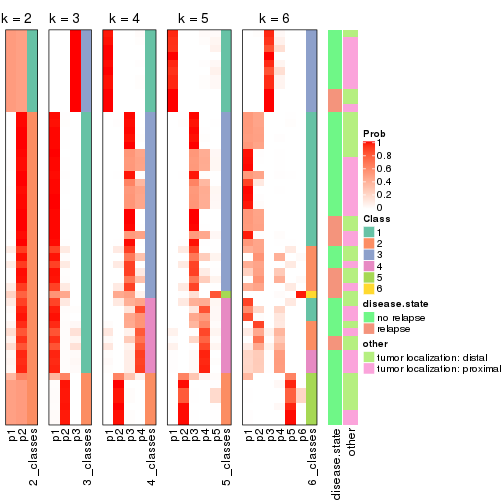 k = 2 k = 3 k = 4 k = 5 k = 6
Prob
1
0.8
0.6
0.4
0.2
0
Class
1
2
3
4
5
6
disease.state
no relapse
relapse
other
tumor localization: distal
tumor localization: proximal
p1 p2 2_classes p1 p2 p3 3_classes p1 p2 p3 p4 4_classes p1 p2 p3 p4 p5 5_classes p1 p2 p3 p4 p5 p6 6_classes disease.state other